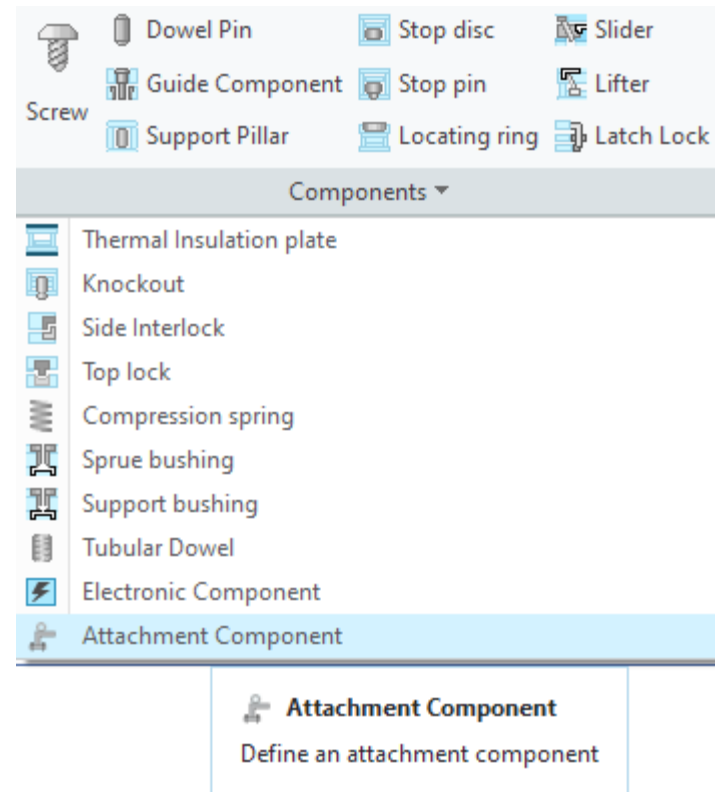 Screw
Dowel Pin
Guide Component
Support Pillar
Stop disc
Stop pin
Locating ring
Slider
Lifter
Latch Lock
Components
Thermal Insulation plate
Knockout
Side Interlock
Top lock
Compression spring
Sprue bushing
Support bushing
Tubular Dowel
Electronic Component
Attachment Component
Attachment Component
Define an attachment component